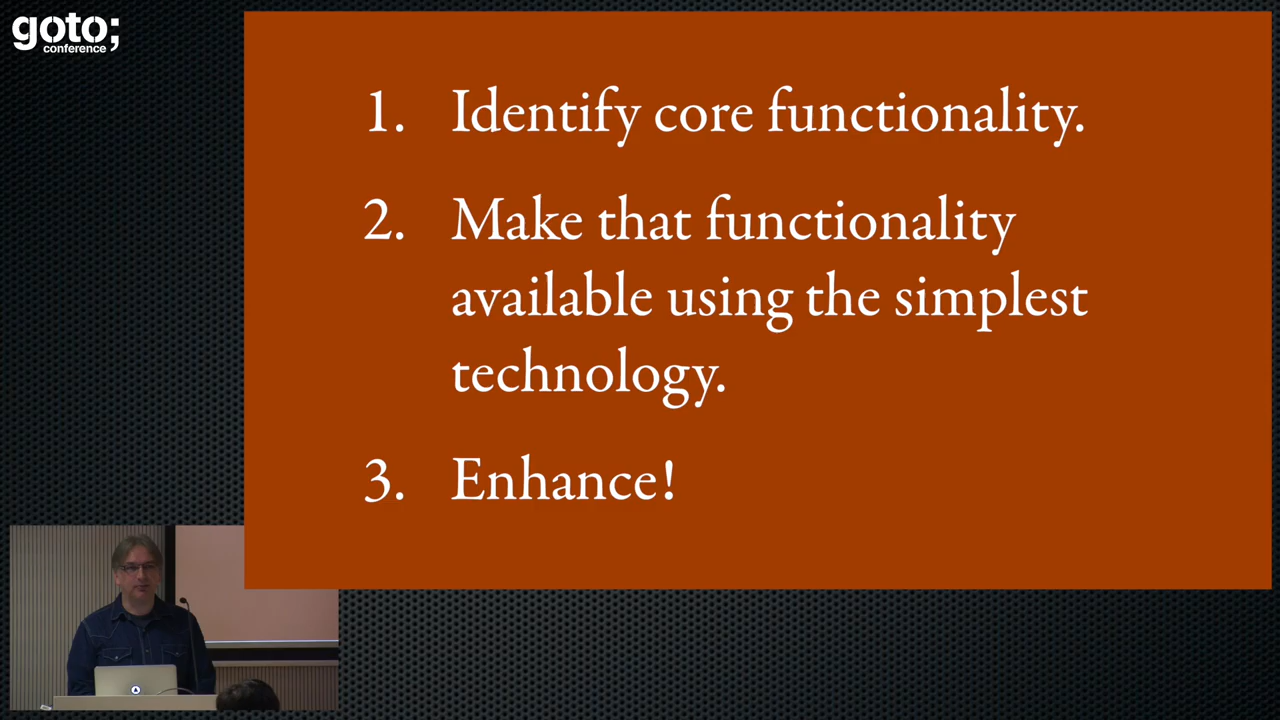 goto;
conference
1. Identify core functionality.
2. Make that functionality
available using the simplest
technology.
3. Enhance!